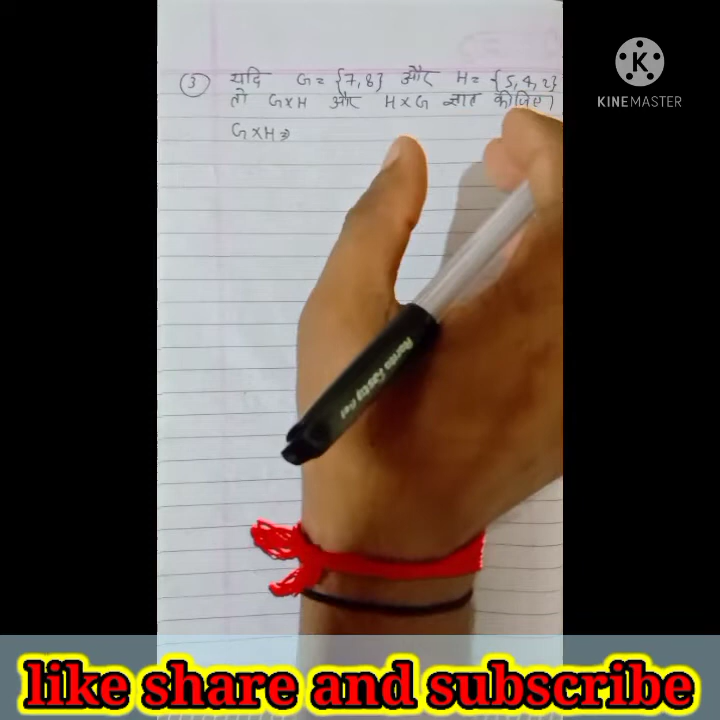 3 यदि G = {7,8} और H = {5,4,2}
तो G×H और H×G ज्ञात कीजिए।
G×H ⇒
KINEMASTER
like share and subscribe